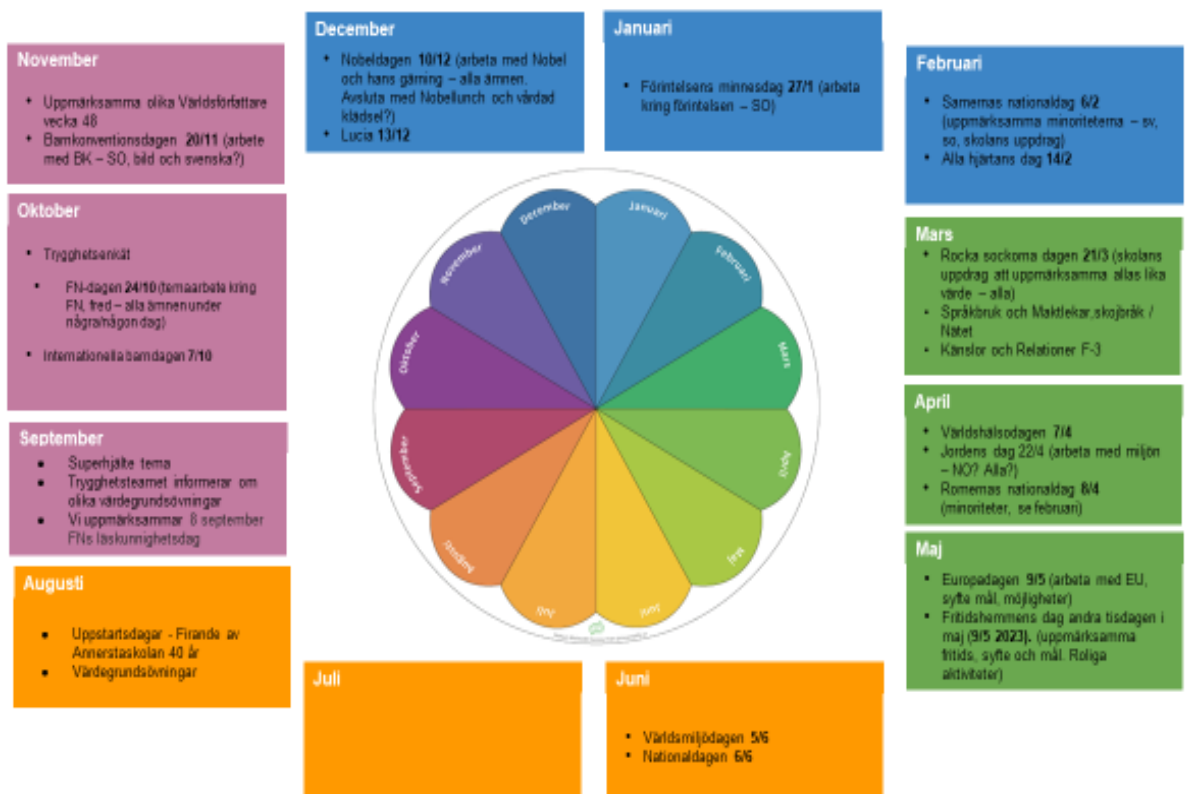 December
Nobeldagen 10/12 (arbeta med Nobel
och hans gärning – alla ämnen.
Avsluta med Nobellunch och vårdad
klädsel?)
Lucia 13/12
Januari
Förintelsens minnesdag 27/1 (arbeta
kring förintelsen – SO)
Februari
Samernas nationaldag 6/2
(uppmärksamma minoriteterna – sv,
so, skolans uppdrag)
Alla hjärtans dag 14/2
Mars
Rocka sockorna dagen 21/3 (skolans
uppdrag att uppmärksamma allas lika
värde – alla)
Språkbruk och Maktlekar,skojbråk /
Nätet
Känslor och Relationer F-3
April
Världshälsodagen 7/4
Jordens dag 22/4 (arbeta med miljön
– NO? Alla?)
Romernas nationaldag 8/4
(minoriteter, se februari)
Maj
Europadagen 9/5 (arbeta med EU,
syfte mål, möjligheter)
Fritidshemmens dag andra tisdagen i
maj (9/5 2023). (uppmärksamma
fritids, syfte och mål. Roliga
aktiviteter)
Juni
Världsmiljödagen 5/6
Nationaldagen 6/6
Juli
Augusti
Uppstartsdagar - Firande av
Annerstaskolan 40 år
Värdegrundsövningar
September
Superhjälte tema
Trygghetsteamet informerar om
olika värdegrundsövningar
Vi uppmärksammar 8 september
FNs läskunnighetsdag
Oktober
Trygghetsenkät
FN-dagen 24/10 (temaarbete kring
FN, fred – alla ämnen under
några/någon dag)
Internationella barndagen 7/10
November
Uppmärksamma olika Världsförfattare
vecka 48
Barnkonventionsdagen 20/11 (arbete
med BK – SO, bild och svenska?)
Januari
Februari
Mars
April
Maj
Juni
Juli
Augusti
September
Oktober
November
December